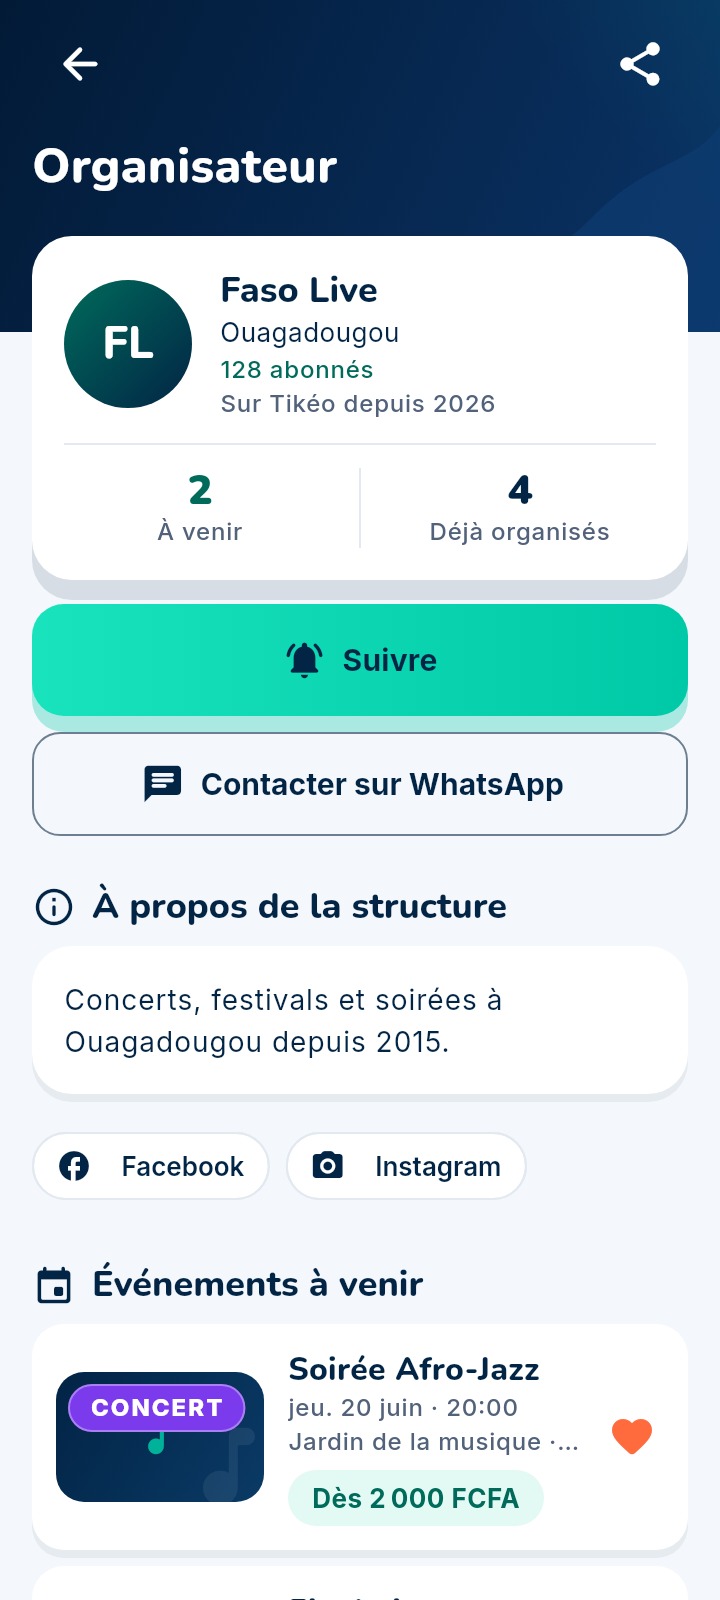 Organisateur
FL
Faso Live
Ouagadougou
128 abonnés
Sur Tikéo depuis 2026
2
À venir
4
Déjà organisés
Suivre
Contacter sur WhatsApp
À propos de la structure
Concerts, festivals et soirées à
Ouagadougou depuis 2015.
Facebook
Instagram
Événements à venir
CONCERT
Soirée Afro-Jazz
jeu. 20 juin · 20:00
Jardin de la musique ·...
Dès 2 000 FCFA